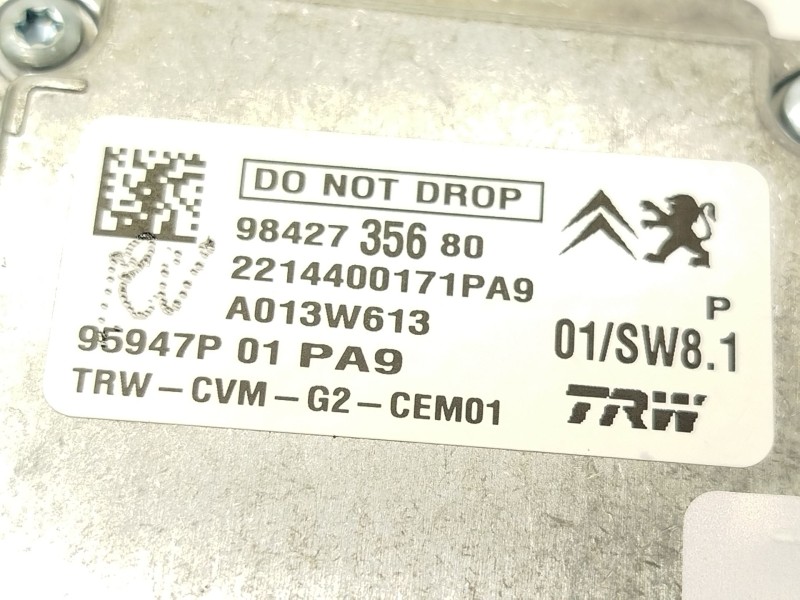 DO NOT DROP
98427 356 80
2214400171PA9
A013W613
95947P 01 PA9
TRW-CVM-G2-CEM01
P
01/SW8.1
TRW
RV